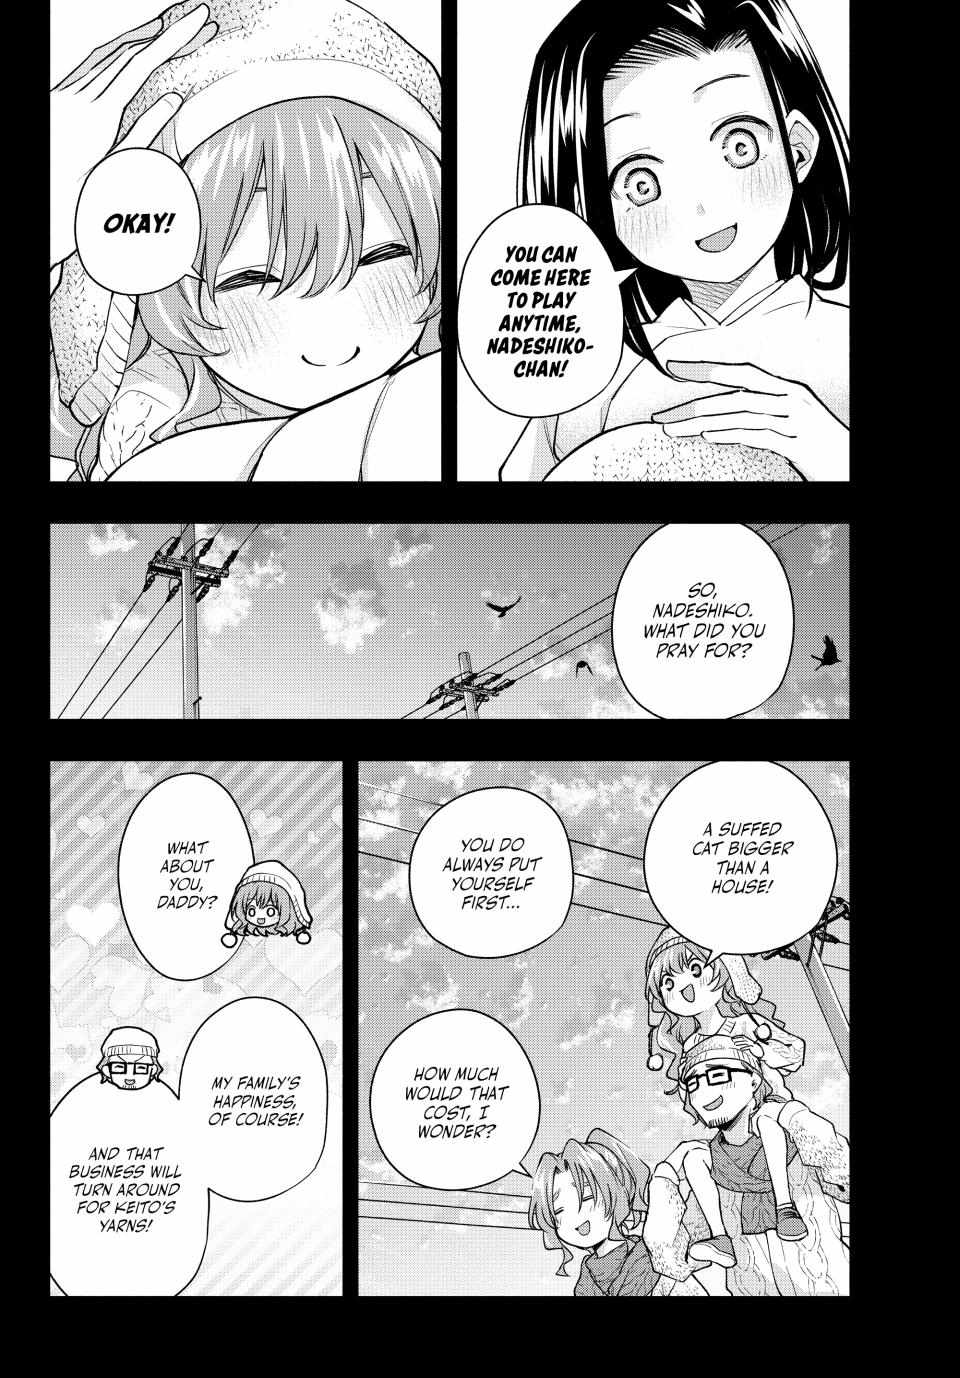 YOU CAN
COME HERE
TO PLAY
ANYTIME,
NADESHIKO-
CHAN!
OKAY!
SO,
NADESHIKO.
WHAT DID YOU
PRAY FOR?
A SUFFED
CAT BIGGER
THAN A
HOUSE!
YOU DO
ALWAYS PUT
YOURSELF
FIRST...
HOW MUCH
WOULD THAT
COST, I
WONDER?
WHAT
ABOUT
YOU,
DADDY?
MY FAMILY'S
HAPPINESS,
OF COURSE!
AND THAT
BUSINESS WILL
TURN AROUND
FOR KEITO'S
YARNS!